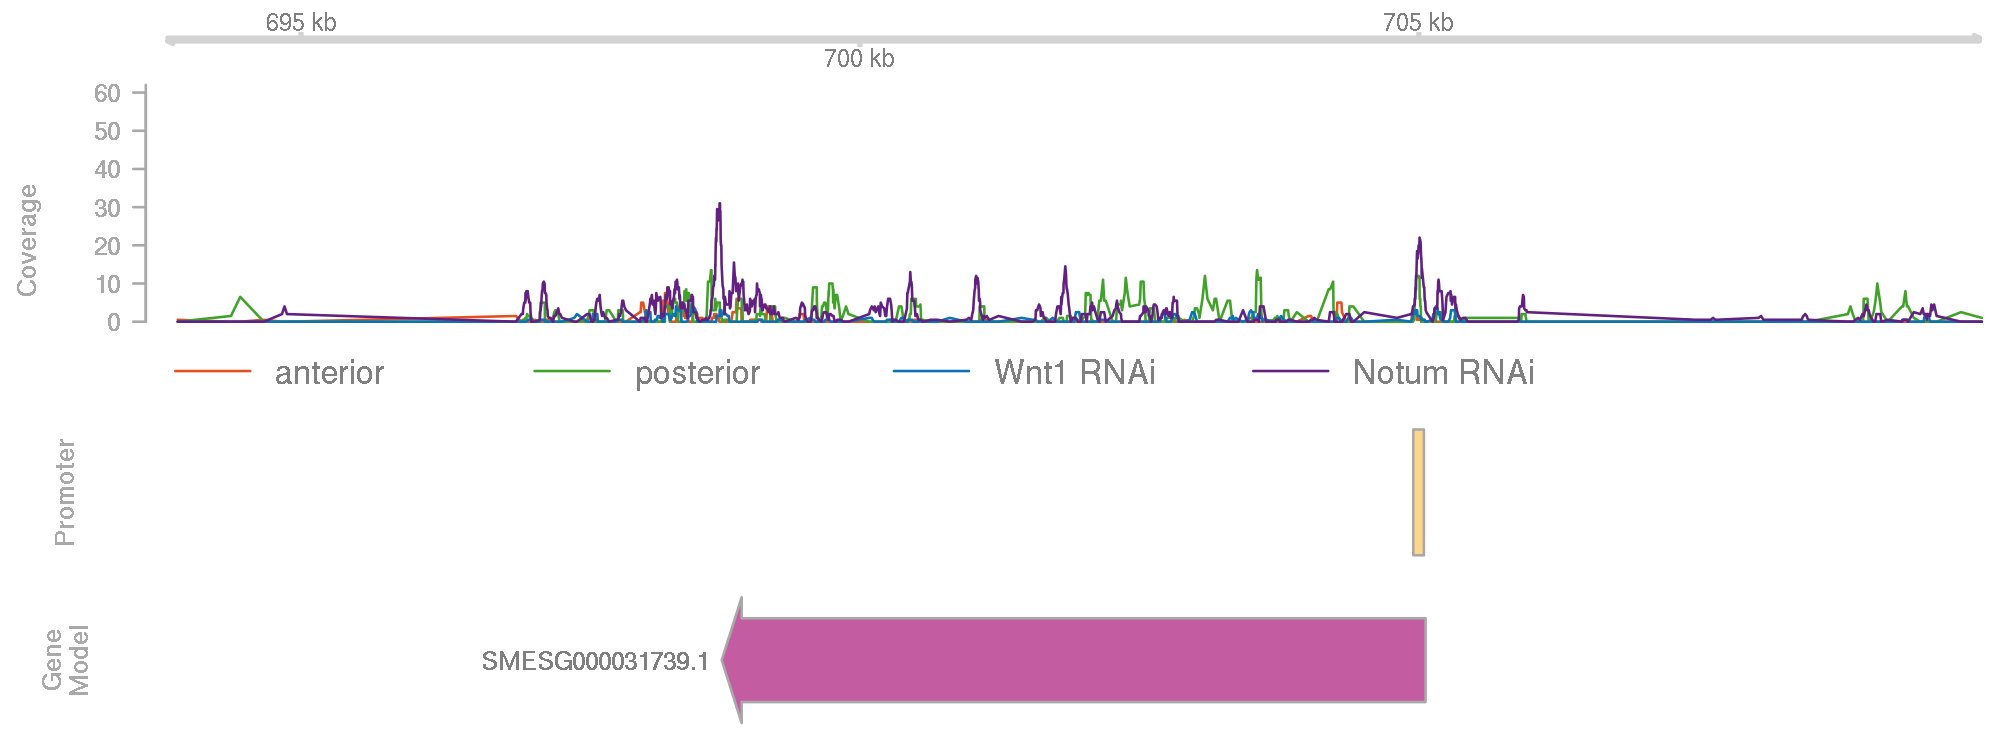 695 kb
705 kb
700 kb
60
50
40
30
20
10
0
Coverage
anterior posterior Wnt1 RNAi Notum RNAi
Promoter
Gene
Model
SMESG000031739.1